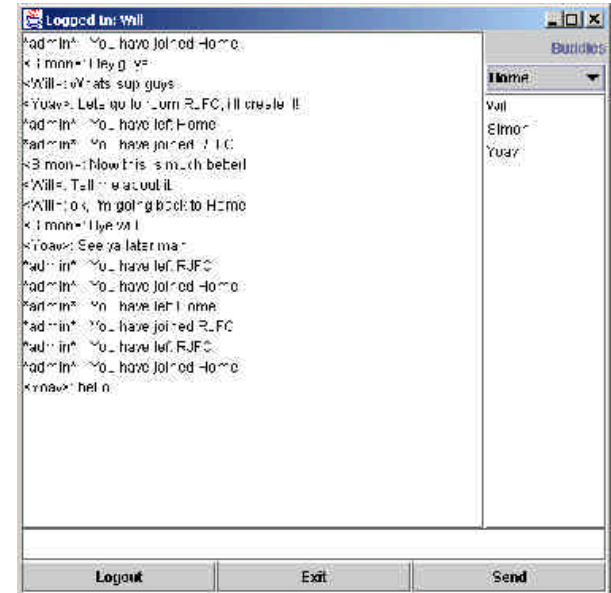 Logged In: Will
Buddies
*admin*: You have joined Home
Home
<Simon>: Hey guys
<Will>: Whats sup guys
<Yoav>: Lets go to room RJFC, i'll create it!
*admin*: You have left Home
*admin*: You have joined RJFC
<Simon>: Now this is much better!
<Will>: Tell me about it
<Will>: ok, I'm going back to Home
<Simon>: Bye will
<Yoav>: See ya later man
*admin*: You have left RJFC
*admin*: You have joined Home
*admin*: You have left Home
*admin*: You have joined RJFC
*admin*: You have left RJFC
*admin*: You have joined Home
<Yoav>: hello
Will
Simon
Yoav
Logout
Exit
Send